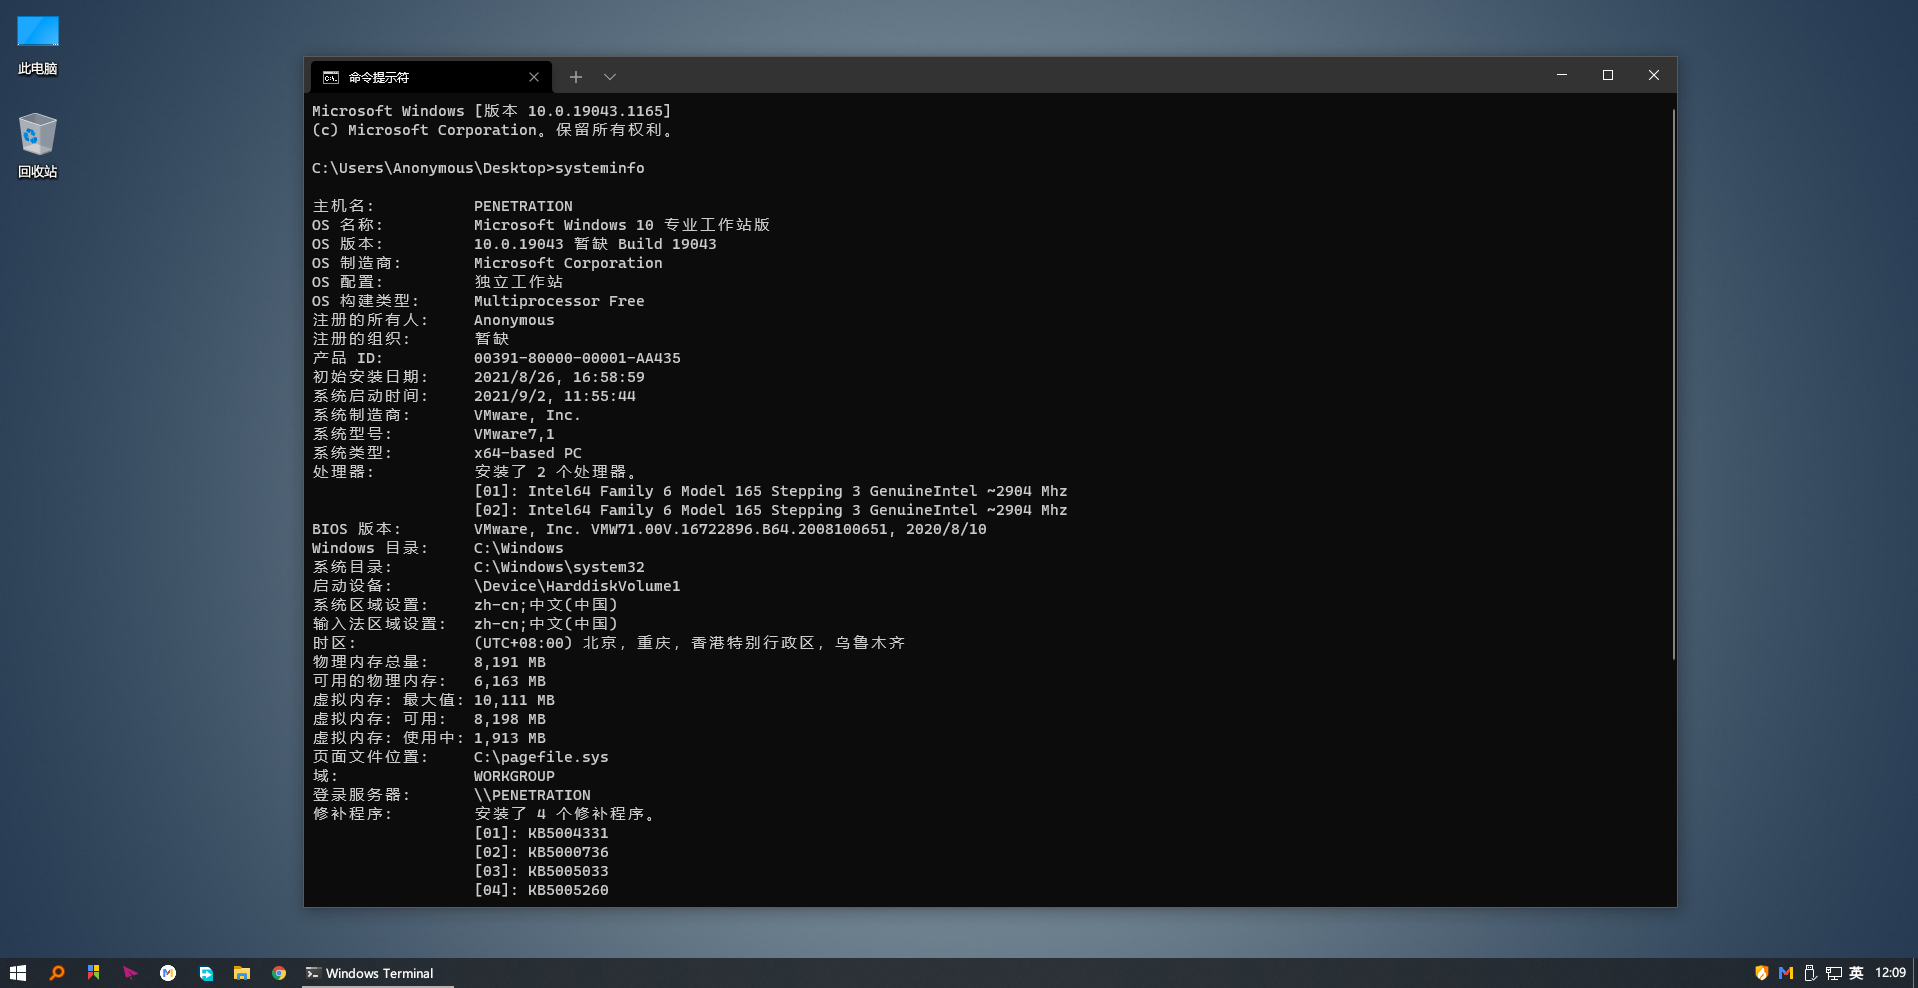 此电脑
回收站
命令提示符
Microsoft Windows [版本 10.0.19043.1165]
(c) Microsoft Corporation。保留所有权利。
C:\Users\Anonymous\Desktop>systeminfo
主机名:           PENETRATION
OS 名称:          Microsoft Windows 10 专业工作站版
OS 版本:          10.0.19043 暂缺 Build 19043
OS 制造商:        Microsoft Corporation
OS 配置:          独立工作站
OS 构建类型:      Multiprocessor Free
注册的所有人:     Anonymous
注册的组织:       暂缺
产品 ID:          00391-80000-00001-AA435
初始安装日期:     2021/8/26, 16:58:59
系统启动时间:     2021/9/2, 11:55:44
系统制造商:       VMware, Inc.
系统型号:         VMware7,1
系统类型:         x64-based PC
处理器:           安装了 2 个处理器。
[01]: Intel64 Family 6 Model 165 Stepping 3 GenuineIntel ~2904 Mhz
[02]: Intel64 Family 6 Model 165 Stepping 3 GenuineIntel ~2904 Mhz
BIOS 版本:        VMware, Inc. VMW71.00V.16722896.B64.2008100651, 2020/8/10
Windows 目录:     C:\Windows
系统目录:         C:\Windows\system32
启动设备:         \Device\HarddiskVolume1
系统区域设置:     zh-cn;中文(中国)
输入法区域设置:   zh-cn;中文(中国)
时区:             (UTC+08:00) 北京，重庆，香港特别行政区，乌鲁木齐
物理内存总量:     8,191 MB
可用的物理内存:   6,163 MB
虚拟内存: 最大值: 10,111 MB
虚拟内存: 可用:   8,198 MB
虚拟内存: 使用中: 1,913 MB
页面文件位置:     C:\pagefile.sys
域:               WORKGROUP
登录服务器:       \\PENETRATION
修补程序:         安装了 4 个修补程序。
[01]: KB5004331
[02]: KB5000736
[03]: KB5005033
[04]: KB5005260
Windows Terminal
英
12:09